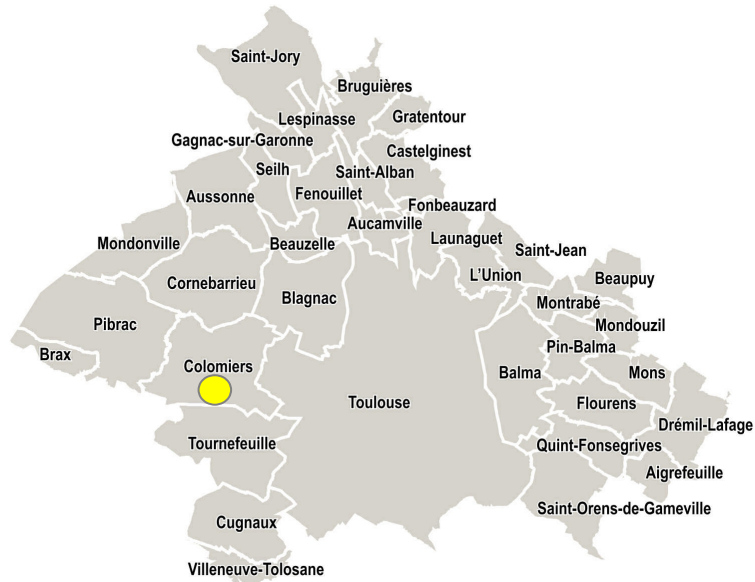 Saint-Jory
Bruguières
Lespinasse
Gratentour
Gagnac-sur-Garonne
Castelginest
Seilh
Saint-Alban
Aussonne
Fenouillet
Fonbeauzard
Aucamville
Launaguet
Mondonville
Beauzelle
Saint-Jean
L'Union
Beaupuy
Cornebarrieu
Blagnac
Montrabé
Pibrac
Mondouzil
Pin-Balma
Brax
Colomiers
Balma
Mons
Toulouse
Flourens
Drémil-Lafage
Tournefeuille
Quint-Fonsegrives
Aigrefeuille
Saint-Orens-de-Gameville
Cugnaux
Villeneuve-Tolosane